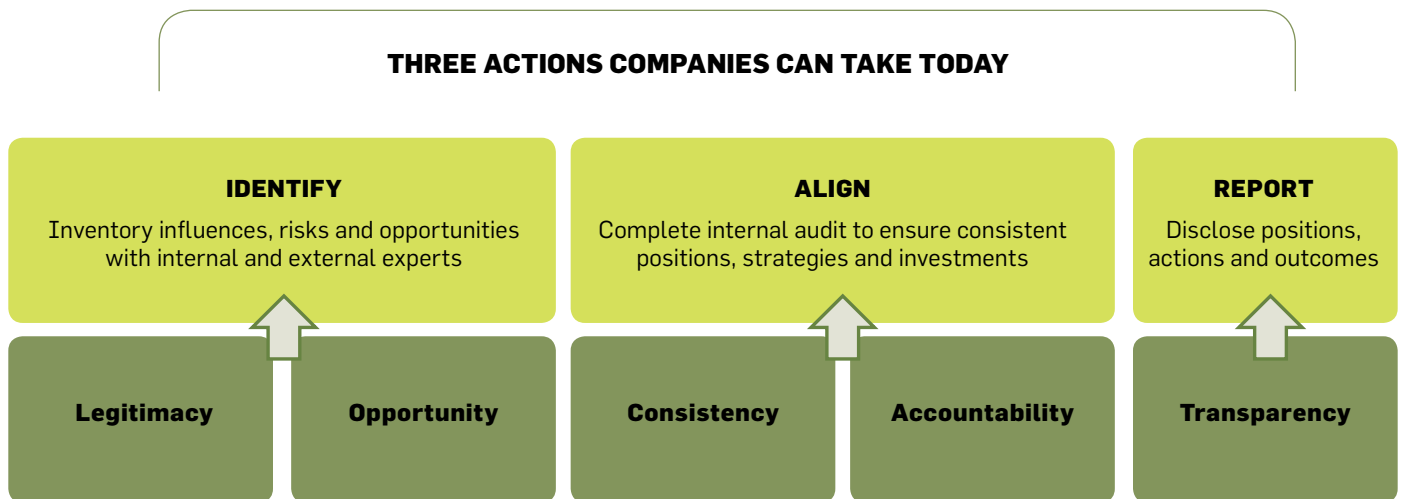 THREE ACTIONS COMPANIES CAN TAKE TODAY
IDENTIFY
Inventory influences, risks and opportunities
with internal and external experts
ALIGN
Complete internal audit to ensure consistent
positions, strategies and investments
REPORT
Disclose positions,
actions and outcomes
Legitimacy
Opportunity
Consistency
Accountability
Transparency